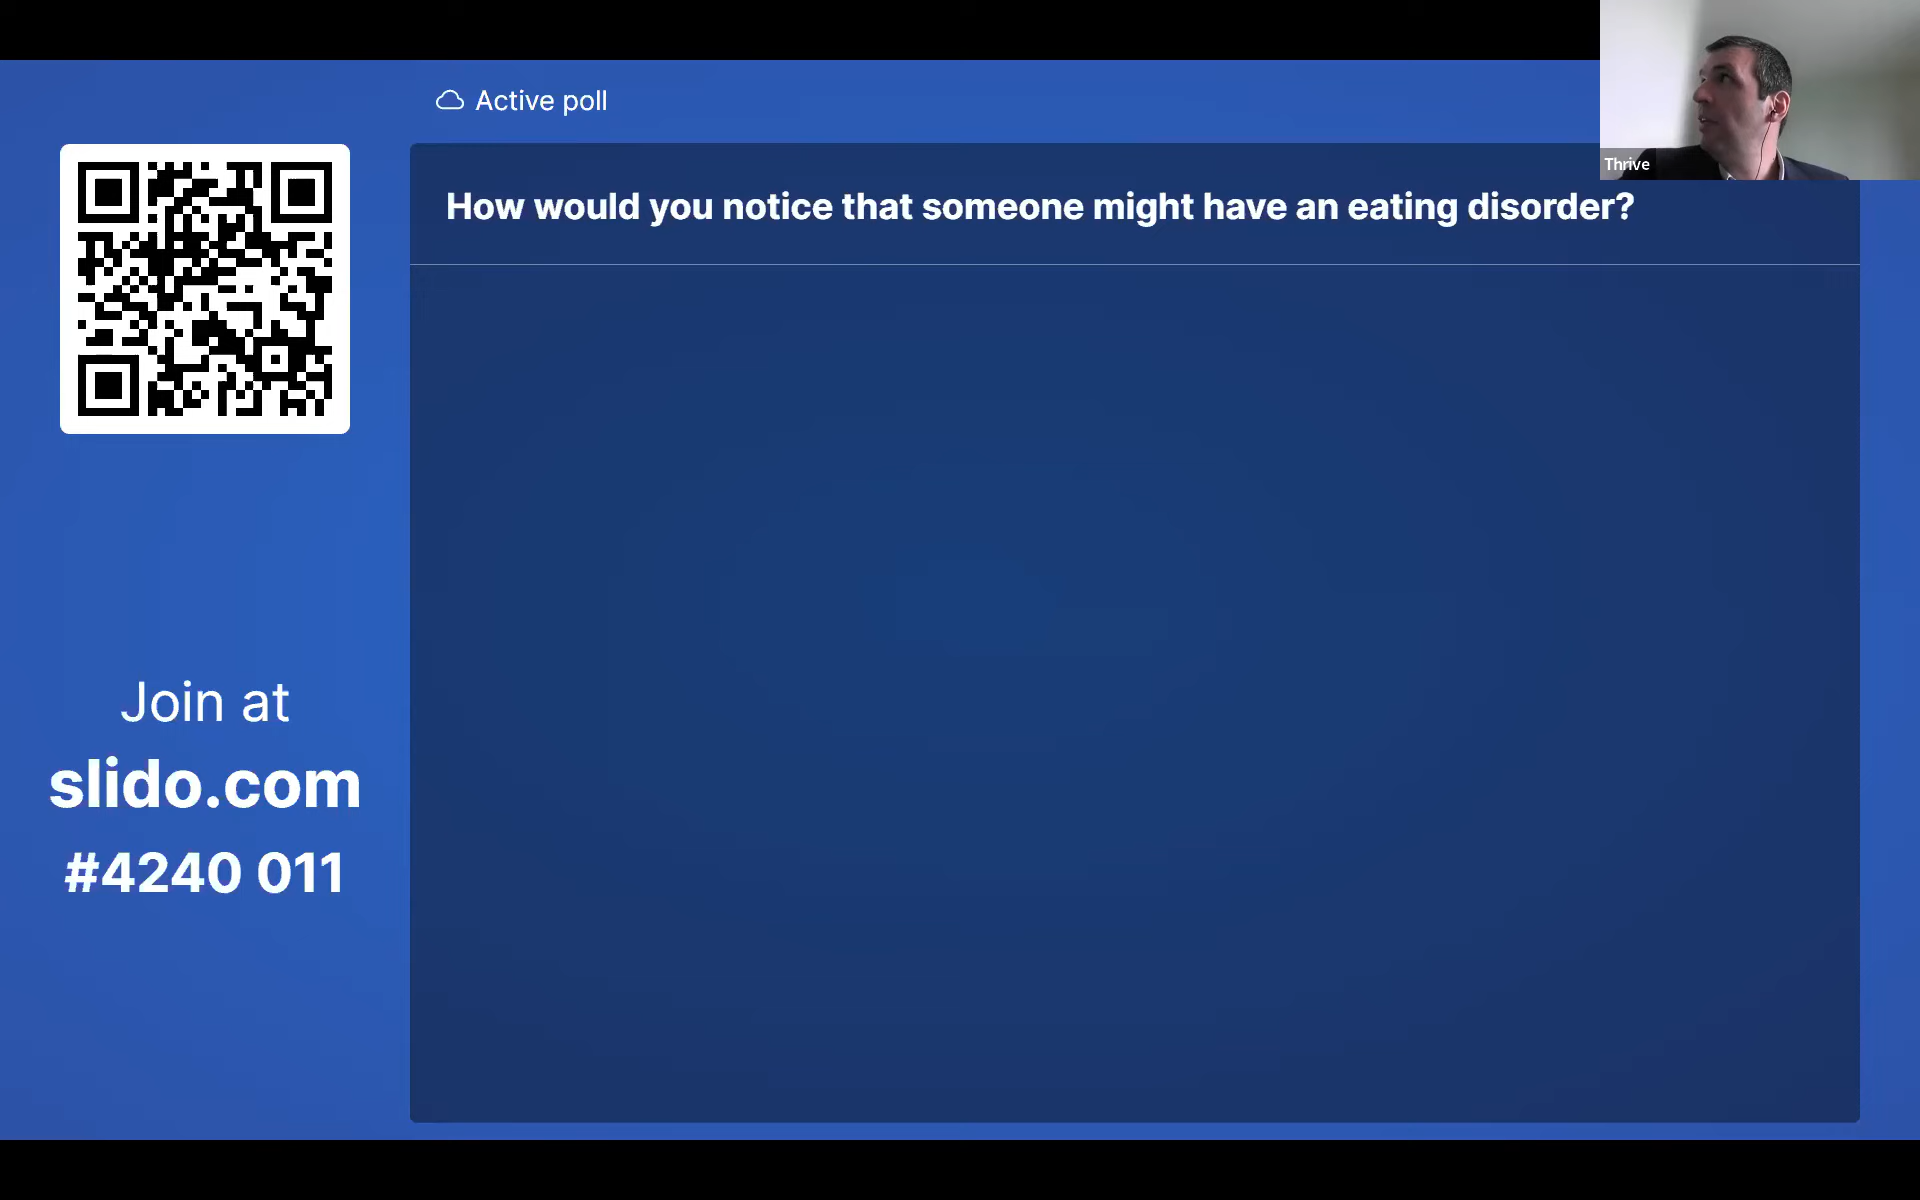 Active poll
Thrive
How would you notice that someone might have an eating disorder?
Join at
slido.com
#4240 011